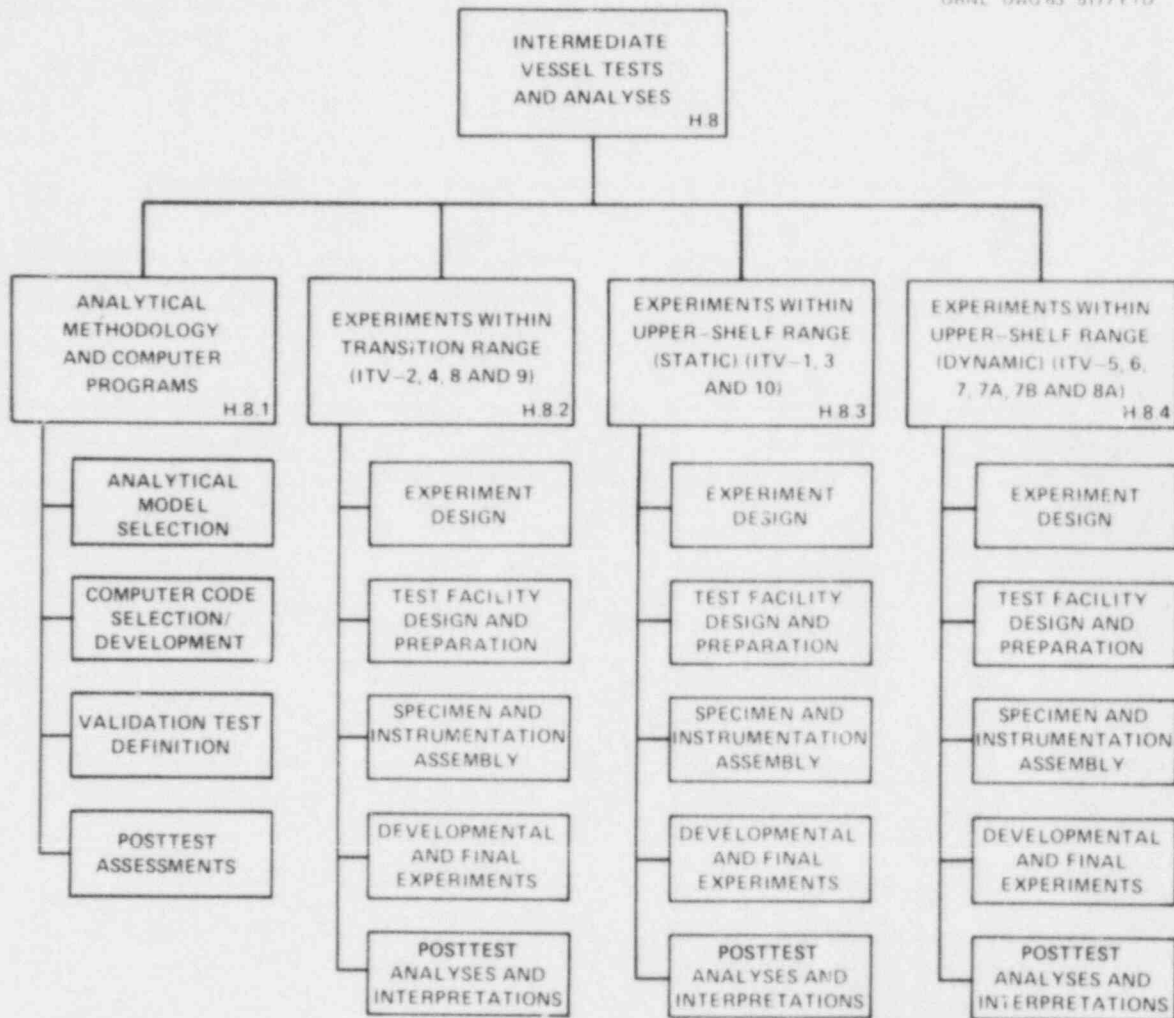 INTERMEDIATE
VESSEL TESTS
AND ANALYSES
H.8
ANALYTICAL
METHODOLOGY
AND COMPUTER
PROGRAMS
H.8.1
EXPERIMENTS WITHIN
TRANSITION RANGE
(ITV-2, 4, 8 AND 9)
H.8.2
EXPERIMENTS WITHIN
UPPER-SHELF RANGE
(STATIC) (ITV-1, 3
AND 10)
H.8.3
EXPERIMENTS WITHIN
UPPER-SHELF RANGE
(DYNAMIC) (ITV-5, 6,
7, 7A, 7B AND 8A)
H.8.4
ANALYTICAL
MODEL
SELECTION
COMPUTER CODE
SELECTION/
DEVELOPMENT
VALIDATION TEST
DEFINITION
POSTTEST
ASSESSMENTS
EXPERIMENT
DESIGN
TEST FACILITY
DESIGN AND
PREPARATION
SPECIMEN AND
INSTRUMENTATION
ASSEMBLY
DEVELOPMENTAL
AND FINAL
EXPERIMENTS
POSTTEST
ANALYSES AND
INTERPRETATIONS
EXPERIMENT
DESIGN
TEST FACILITY
DESIGN AND
PREPARATION
SPECIMEN AND
INSTRUMENTATION
ASSEMBLY
DEVELOPMENTAL
AND FINAL
EXPERIMENTS
POSTTEST
ANALYSES AND
INTERPRETATIONS
EXPERIMENT
DESIGN
TEST FACILITY
DESIGN AND
PREPARATION
SPECIMEN AND
INSTRUMENTATION
ASSEMBLY
DEVELOPMENTAL
AND FINAL
EXPERIMENTS
POSTTEST
ANALYSES AND
INTERPRETATIONS